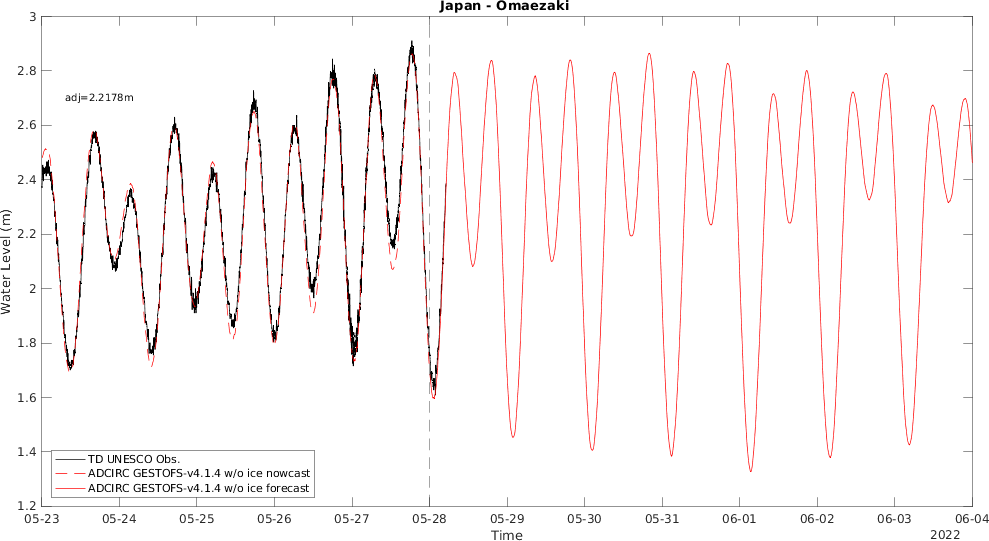 Japan - Omaezaki
3
2.8
2.6
2.4
2.2
2
1.8
1.6
1.4
1.2
Water Level (m)
adj=2.2178m
TD UNESCO Obs.
ADCIRC GESTOFS-v4.1.4 w/o ice nowcast
ADCIRC GESTOFS-v4.1.4 w/o ice forecast
05-23 05-24 05-25 05-26 05-27 05-28 05-29 05-30 05-31 06-01 06-02 06-03 06-04
Time
2022